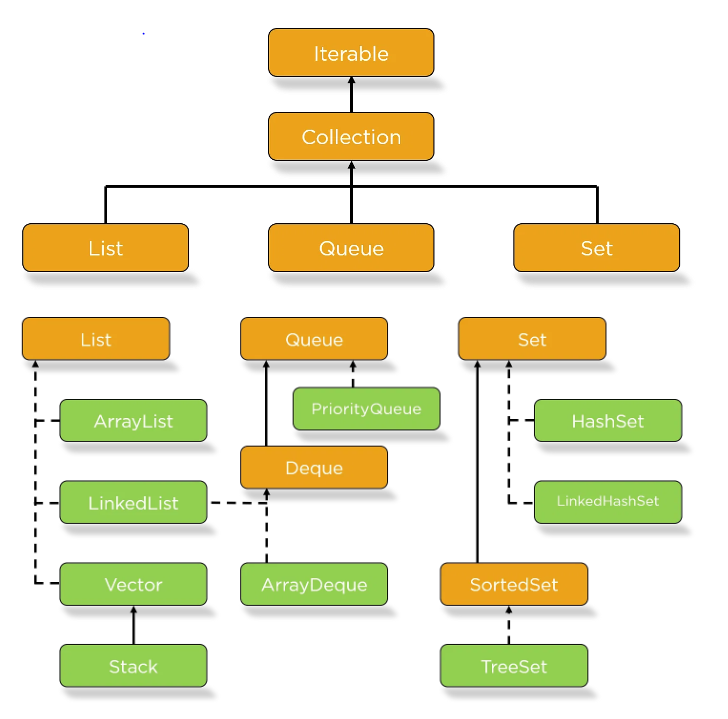 Iterable
Collection
List
Queue
Set
List
Queue
Set
PriorityQueue
ArrayList
HashSet
Deque
LinkedList
LinkedHashSet
Vector
ArrayDeque
SortedSet
Stack
TreeSet